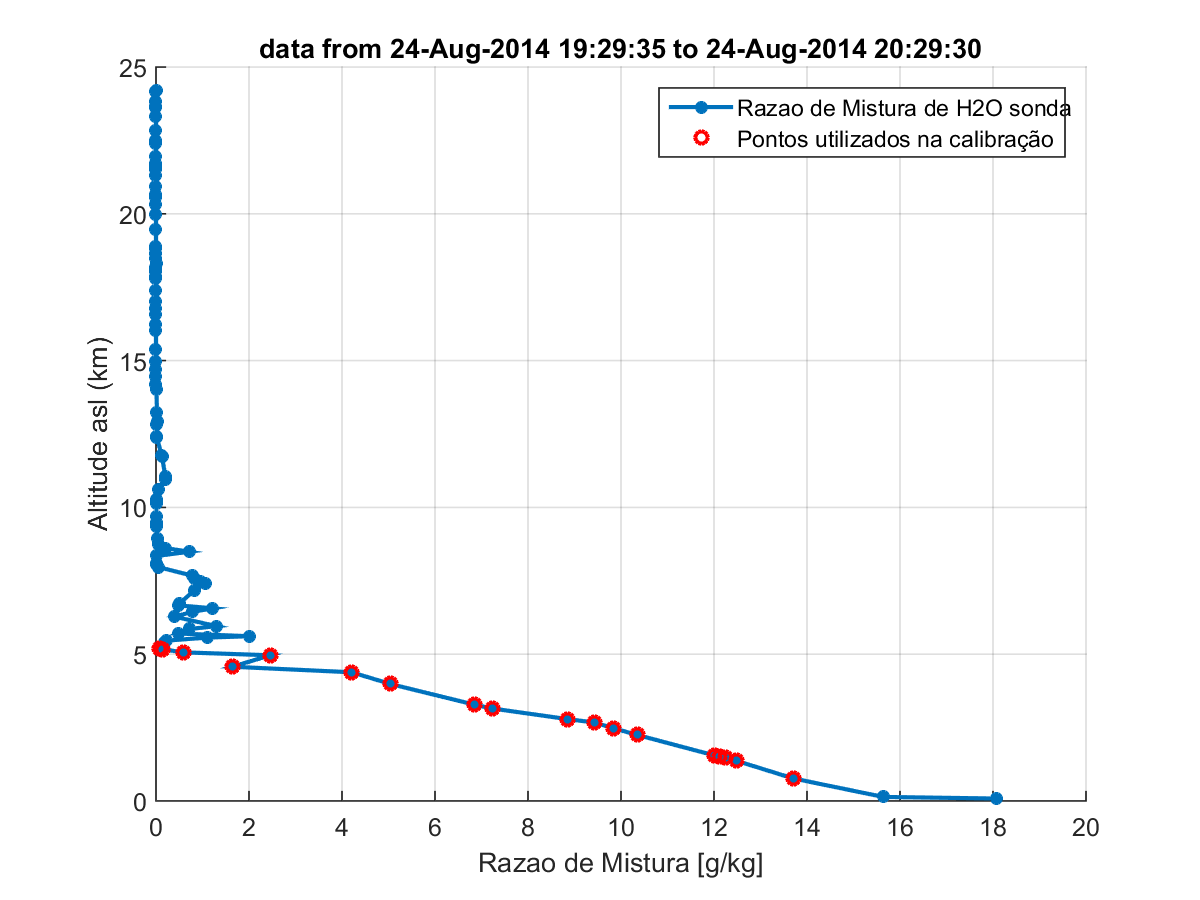 data from 24-Aug-2014 19:29:35 to 24-Aug-2014 20:29:30
25
Razao de Mistura de H2O sonda
Pontos utilizados na calibração
20
15
Altitude asl (km)
10
5
0
0 2 4 6 8 10 12 14 16 18 20
Razao de Mistura [g/kg]